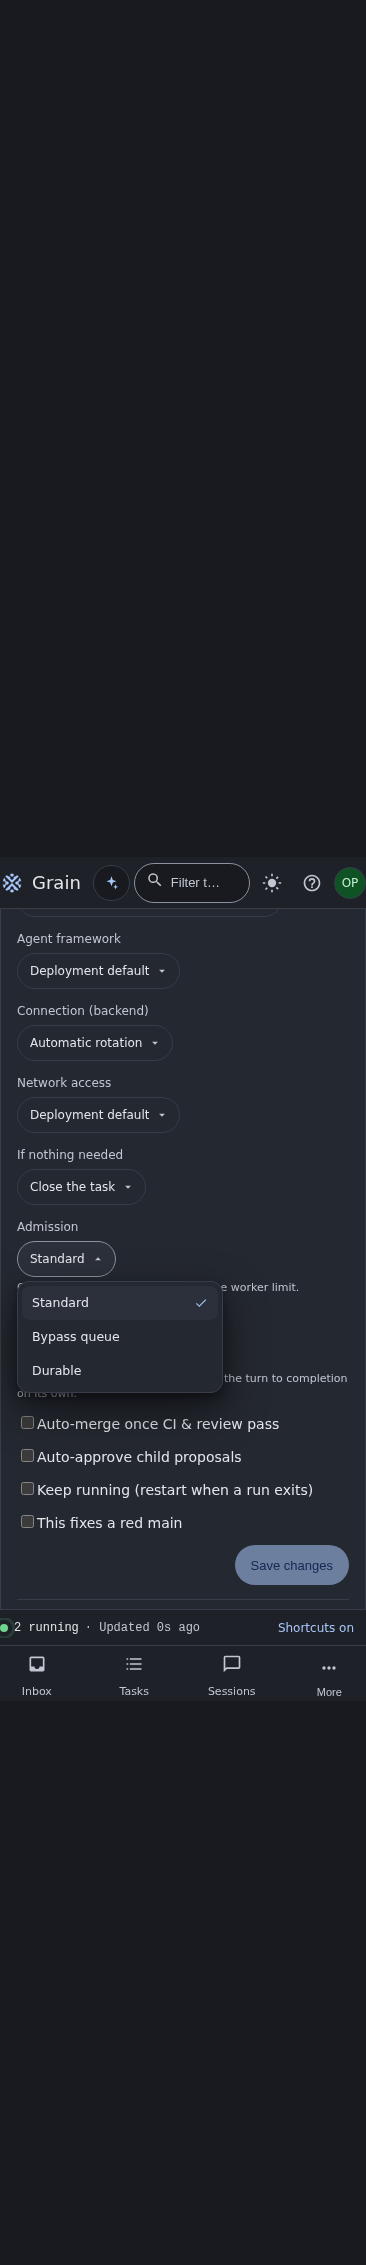 Grain
Filter t…
OP
Agent framework
Deployment default
Connection (backend)
Automatic rotation
Network access
Deployment default
If nothing needed
Close the task
Admission
Standard
worker limit.
Standard
Bypass queue
Durable
the turn to completion
on its own.
Auto-merge once CI & review pass
Auto-approve child proposals
Keep running (restart when a run exits)
This fixes a red main
Save changes
2 running · Updated 0s ago
Shortcuts on
Inbox
Tasks
Sessions
More